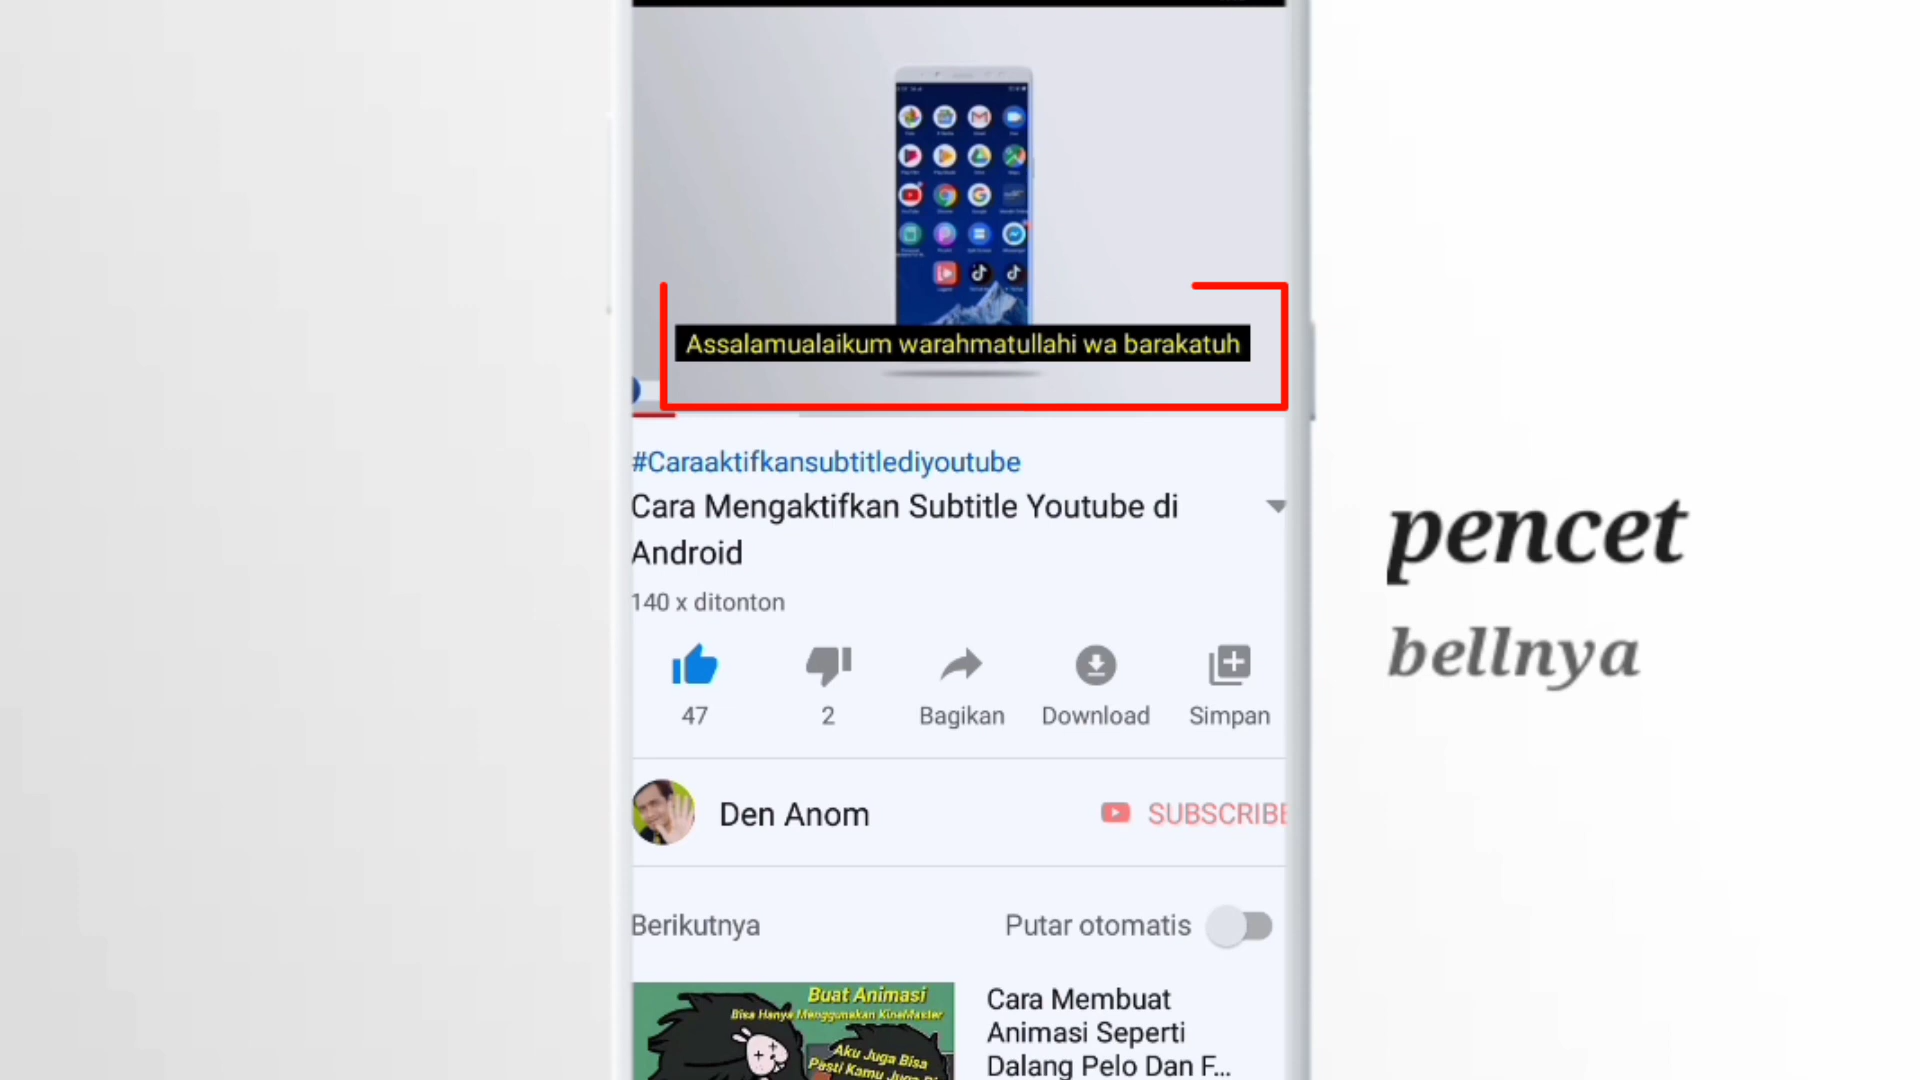 Assalamualaikum warahmatullahi wa barakatuh
#Caraaktifkansubtitlediyoutube
Cara Mengaktifkan Subtitle Youtube di
Android
140 x ditonton
47
2
Bagikan
Download
Simpan
Den Anom
SUBSCRIBE
Berikutnya
Putar otomatis
Buat Animasi
Bisa Hanya Menggunakan KineMaster
Aku Juga Bisa
Pasti Kamu Juga
Cara Membuat
Animasi Seperti
Dalang Pelo Dan F...
pencet
bellnya